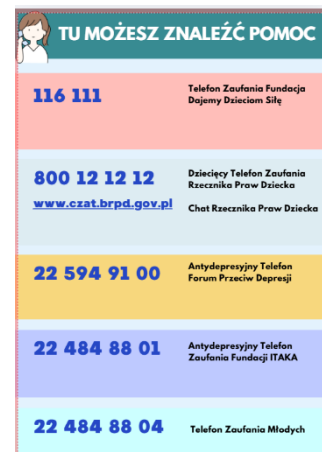 TU MOŻESZ ZNALEŹĆ POMOC
116 111
Telefon Zaufania Fundacja
Dajemy Dzieciom Siłę
800 12 12 12
www.czat.brpd.gov.pl
Dziecięcy Telefon Zaufania
Rzecznika Praw Dziecka
Chat Rzecznika Praw Dziecka
22 594 91 00
Antydepresyjny Telefon
Forum Przeciw Depresji
22 484 88 01
Antydepresyjny Telefon
Zaufania Fundacji ITAKA
22 484 88 04
Telefon Zaufania Młodych